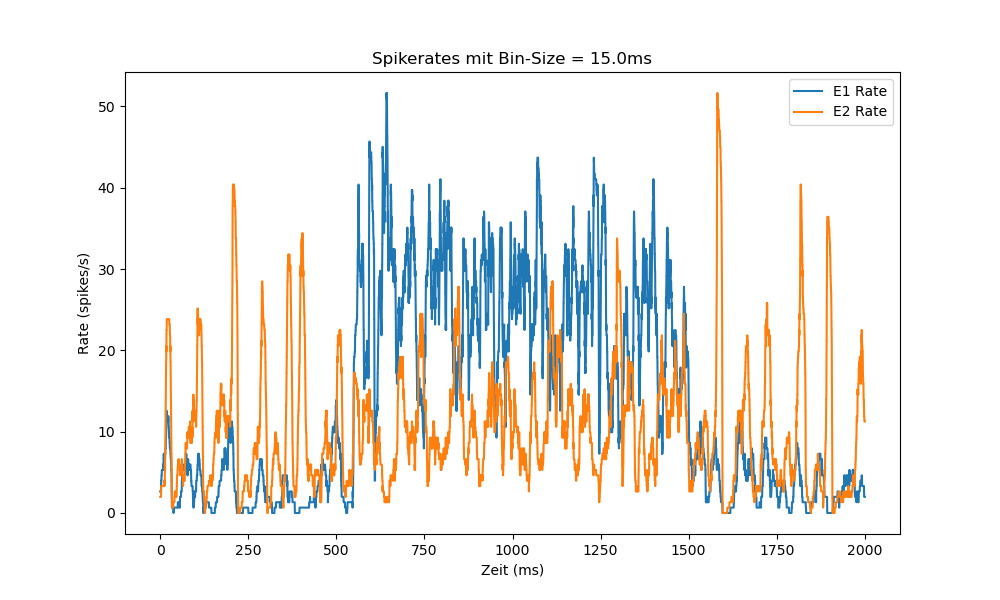 Spikerates mit Bin-Size = 15.0ms
E1 Rate
E2 Rate
Rate (spikes/s)
50
40
30
20
10
0
0 250 500 750 1000 1250 1500 1750 2000
Zeit (ms)